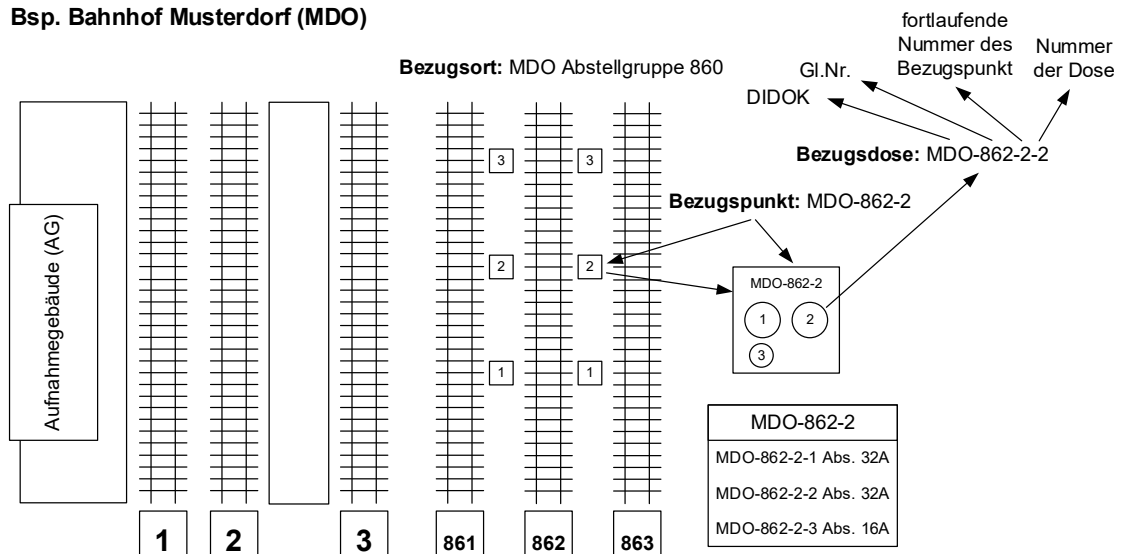 Bsp. Bahnhof Musterdorf (MDO)
fortlaufende
Nummer des
Bezugspunkt
Nummer
der Dose
Bezugsort: MDO Abstellgruppe 860
Gl.Nr.
DIDOK
Bezugsdose: MDO-862-2-2
Bezugspunkt: MDO-862-2
Aufnahmegebäude (AG)
3
3
2
2
1
1
MDO-862-2
1
2
3
MDO-862-2
MDO-862-2-1 Abs. 32A
MDO-862-2-2 Abs. 32A
MDO-862-2-3 Abs. 16A
1
2
3
861
862
863